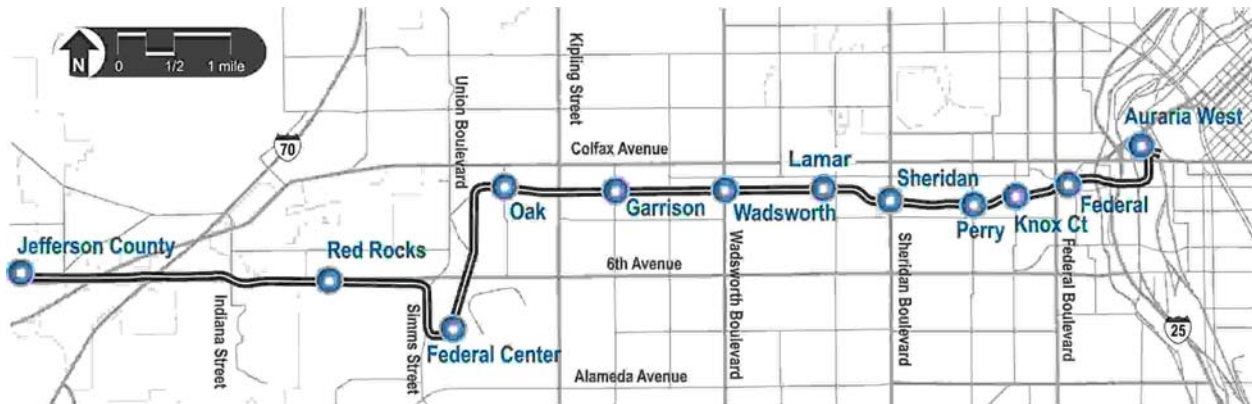 N
0
1/2
1 mile
70
Union Boulevard
Kipling Street
Colfax Avenue
Auraria West
Lamar
Sheridan
Oak
Garrison
Wadsworth
Perry
Knox Ct
Federal
Jefferson County
Red Rocks
6th Avenue
Indiana Street
Simms Street
Federal Center
Wadsworth Boulevard
Sheridan Boulevard
Federal Boulevard
25
Alameda Avenue